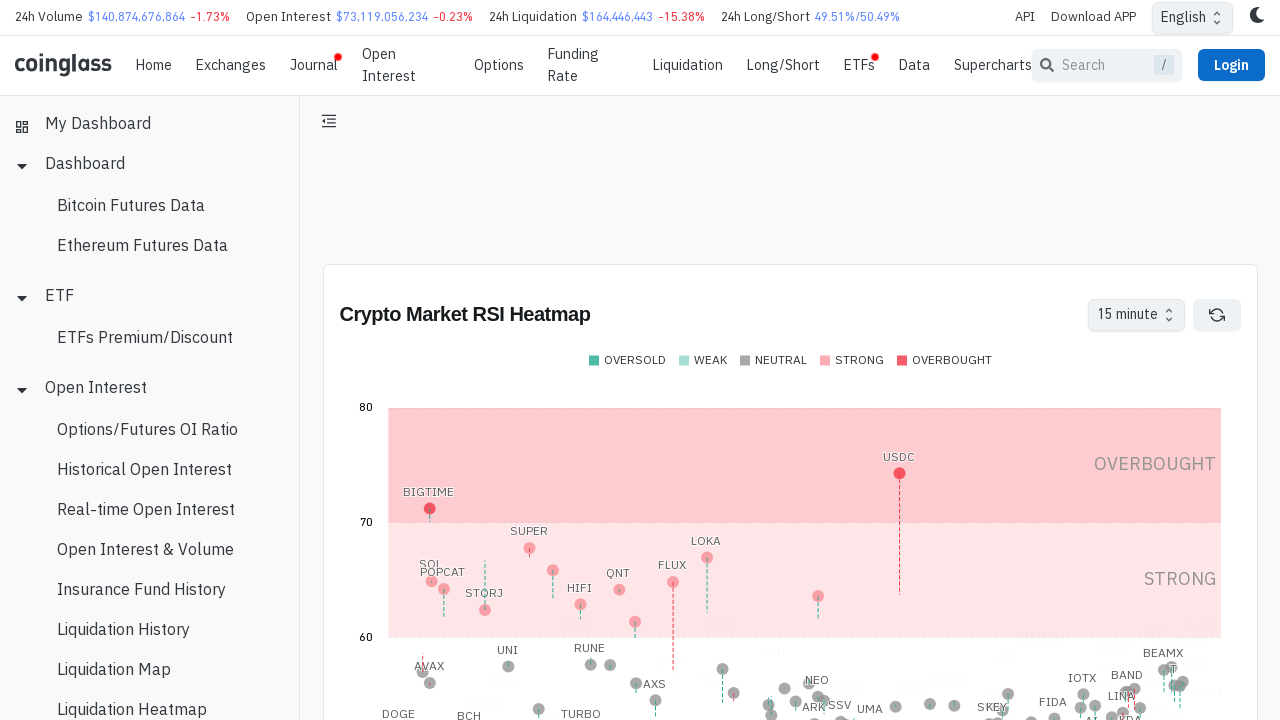 24h Volume $140,874,676,864 -1.73% Open Interest $73,119,056,234 -0.23% 24h Liquidation $164,446,443 -15.38% 24h Long/Short 49.51%/50.49% API Download APP English
coinglass Home Exchanges Journal Open Interest Options Funding Rate Liquidation Long/Short ETFs Data Supercharts Search / Login
My Dashboard
Dashboard
Bitcoin Futures Data
Ethereum Futures Data
ETF
ETFs Premium/Discount
Open Interest
Options/Futures OI Ratio
Historical Open Interest
Real-time Open Interest
Open Interest & Volume
Insurance Fund History
Liquidation History
Liquidation Map
Liquidation Heatmap
Crypto Market RSI Heatmap 15 minute
OVERSOLD WEAK NEUTRAL STRONG OVERBOUGHT
80
USDC
OVERBOUGHT
BIGTIME
70
SUPER
LOKA
SOL
FLUX
POPCAT
QNT
STRONG
HIFI
STORJ
60
RUNE
UNI
BEAMX
AVAX
BAND
IOTX
NEO
AXS
LINA
FIDA
ARK
SSV
SKEY
UMA
DOGE
TURBO
BCH